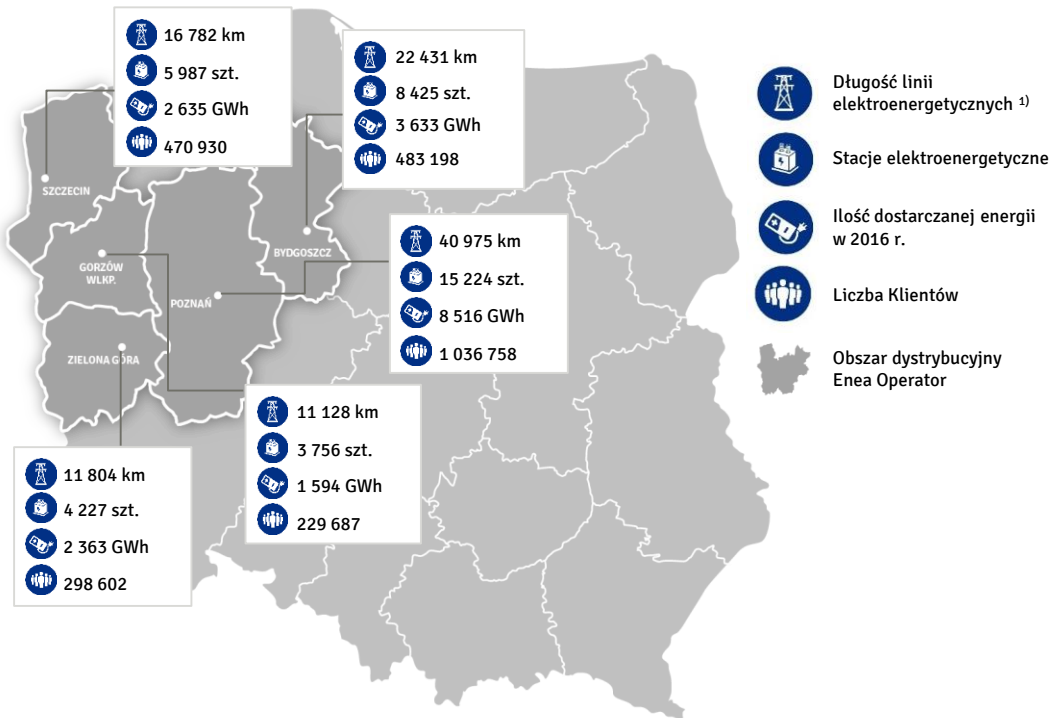 16 782 km
5 987 szt.
2 635 GWh
470 930
22 431 km
8 425 szt.
3 633 GWh
483 198
Długość linii
elektroenergetycznych ¹⁾
Stacje elektroenergetyczne
Ilość dostarczanej energii
w 2016 r.
Liczba Klientów
Obszar dystrybucyjny
Enea Operator
SZCZECIN
BYDGOSZCZ
GORZÓW
WLKP.
POZNAŃ
ZIELONA GÓRA
40 975 km
15 224 szt.
8 516 GWh
1 036 758
11 128 km
3 756 szt.
1 594 GWh
229 687
11 804 km
4 227 szt.
2 363 GWh
298 602